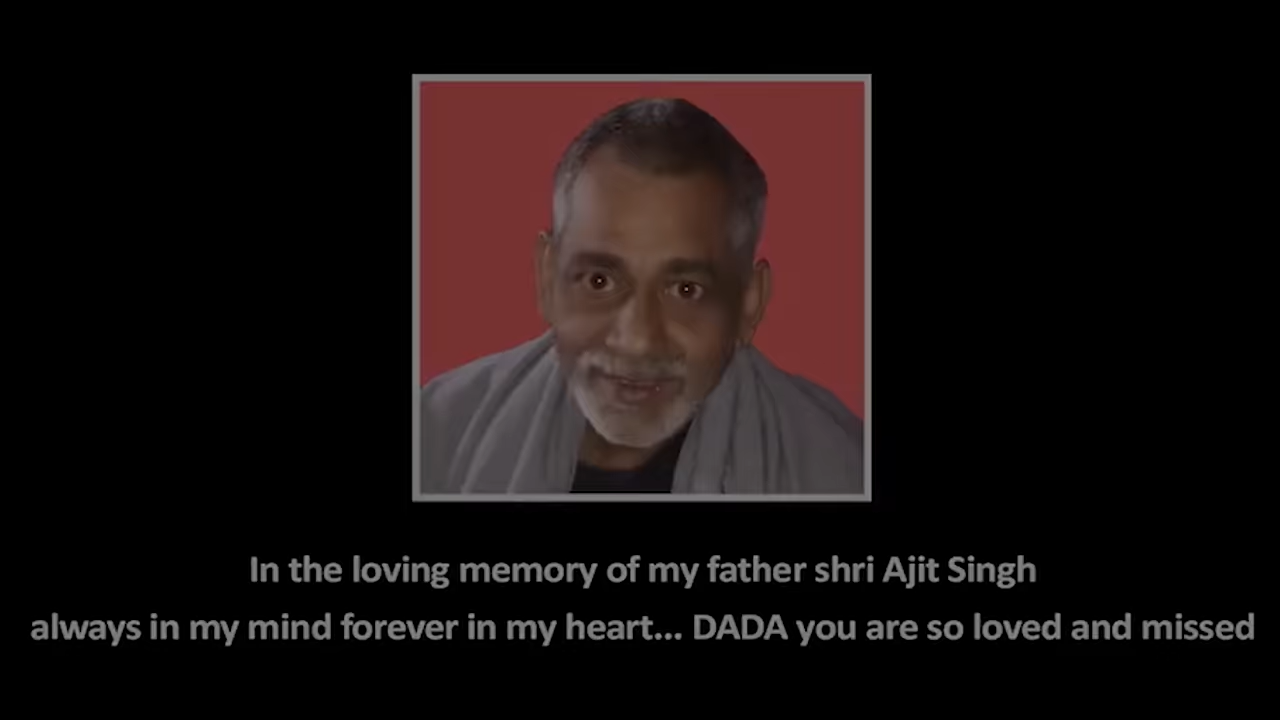 In the loving memory of my father shri Ajit Singh
always in my mind forever in my heart... DADA you are so loved and missed